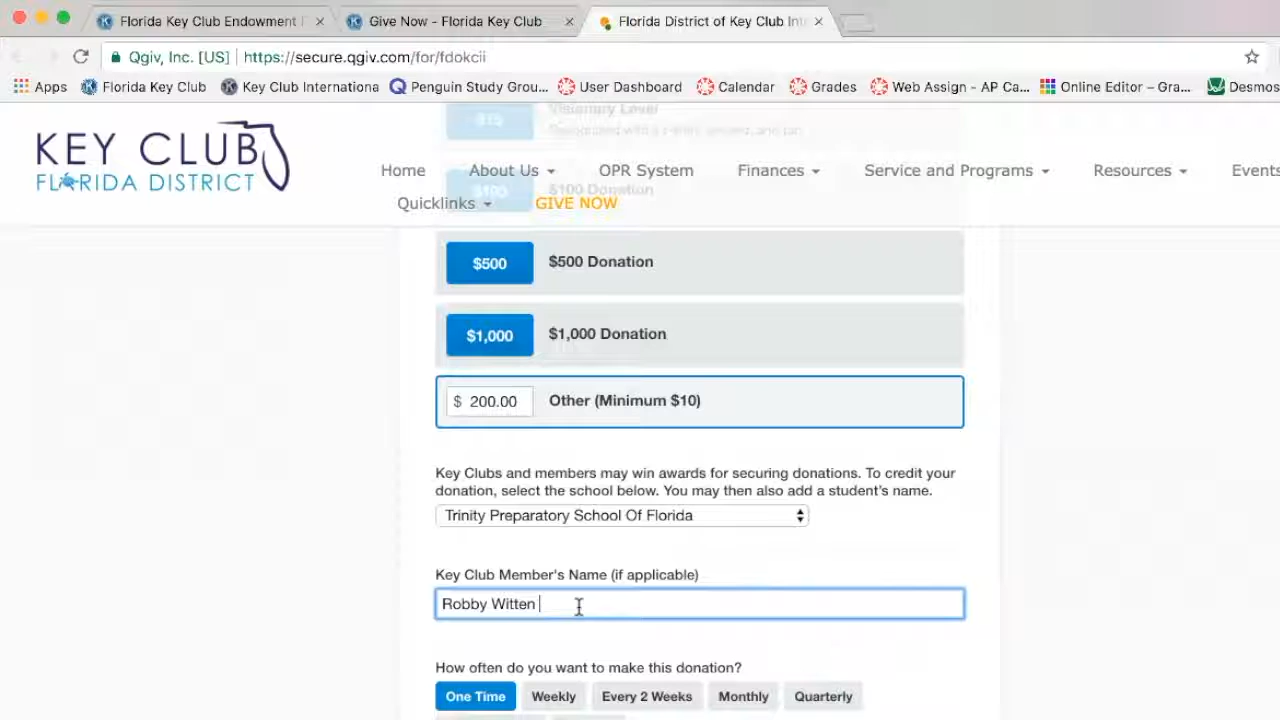 Florida Key Club Endowment
Give Now - Florida Key Club
Florida District of Key Club Int
Qgiv, Inc. [US]
https://secure.qgiv.com/for/fdokcii
Apps
Florida Key Club
Key Club Internationa
Penguin Study Grou...
User Dashboard
Calendar
Grades
Web Assign - AP Ca...
Online Editor – Gra...
Desmos
KEY CLUB
FLORIDA DISTRICT
Home
About Us
OPR System
Finances
Service and Programs
Resources
Events
Quicklinks
GIVE NOW
Visionary Level
$100
$100 Donation
$500
$500 Donation
$1,000
$1,000 Donation
$ 200.00
Other (Minimum $10)
Key Clubs and members may win awards for securing donations. To credit your
donation, select the school below. You may then also add a student's name.
Trinity Preparatory School Of Florida
Key Club Member's Name (if applicable)
Robby Witten
How often do you want to make this donation?
One Time
Weekly
Every 2 Weeks
Monthly
Quarterly